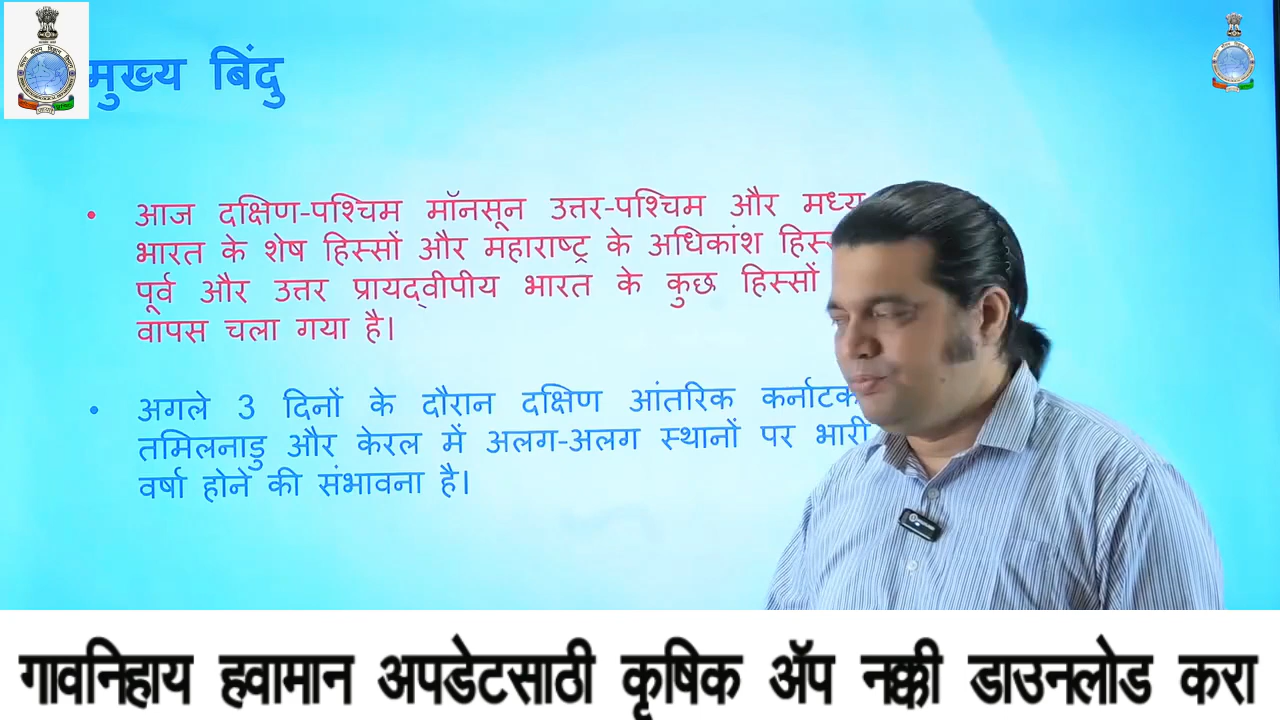 मुख्य बिंदु
आज दक्षिण-पश्चिम मॉनसून उत्तर-पश्चिम और मध्य
भारत के शेष हिस्सों और महाराष्ट्र के अधिकांश
पूर्व और उत्तर प्रायद्वीपीय भारत के कुछ हिस्सों
वापस चला गया है।
अगले 3 दिनों के दौरान दक्षिण आंतरिक कर्नाटक
तमिलनाडु और केरल में अलग-अलग स्थानों पर भारी
वर्षा होने की संभावना है।
गावनिहाय हवामान अपडेटसाठी कृषिक ॲप नक्की डाउनलोड करा